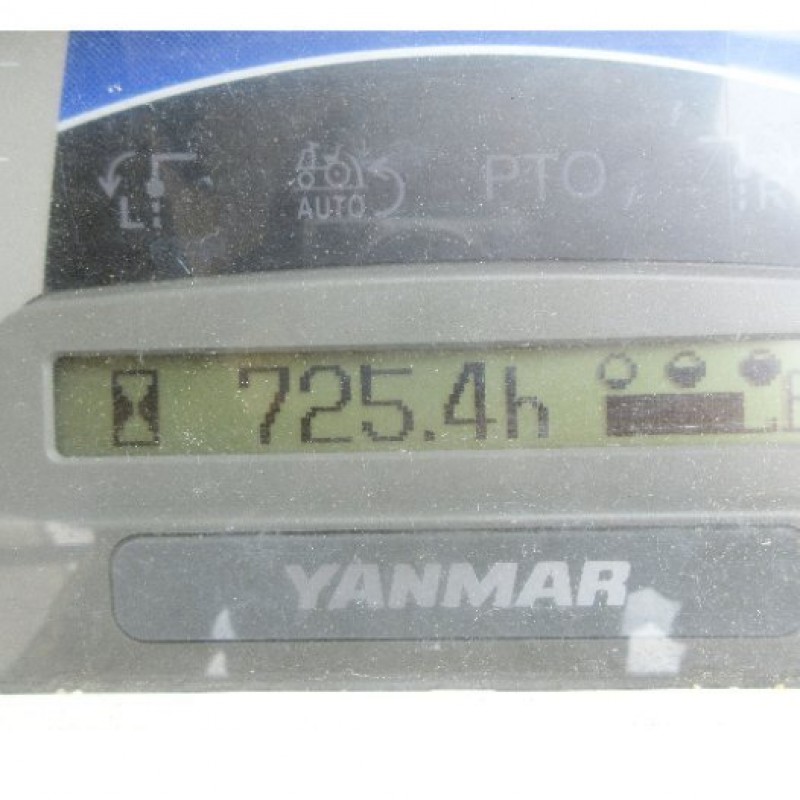 L AUTO PTO
725.4h
YANMAR